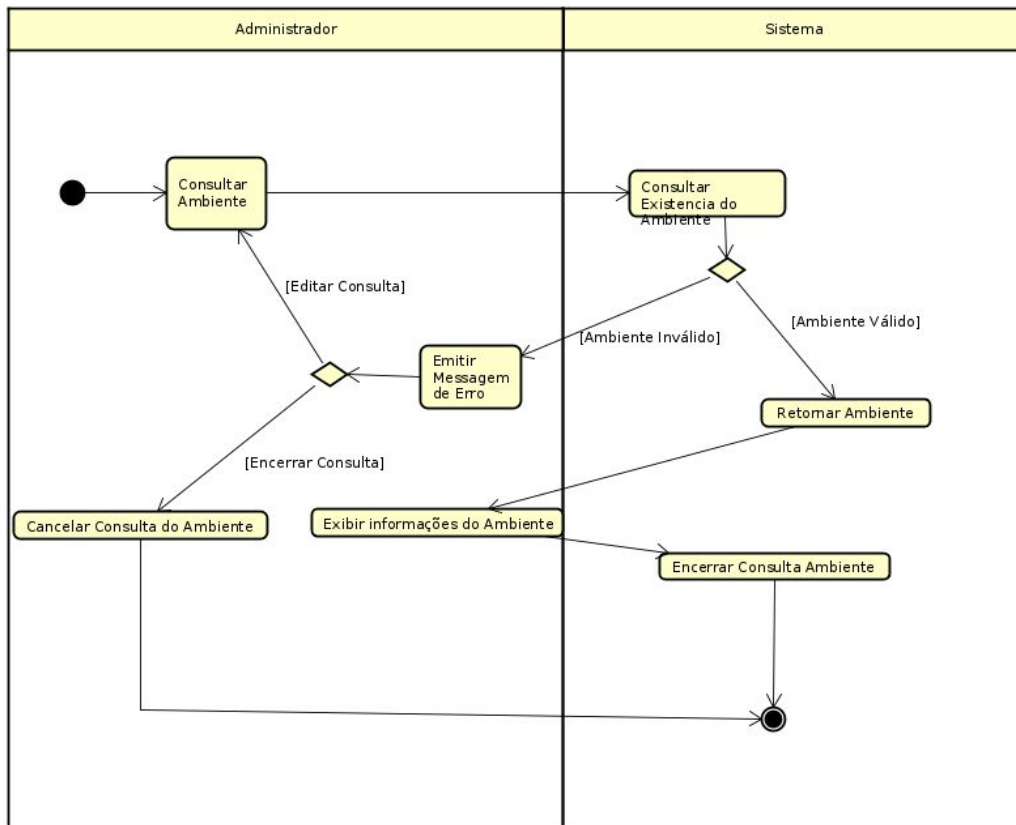 Administrador
Sistema
Consultar
Ambiente
Consultar
Existencia do
Ambiente
[Editar Consulta]
[Ambiente Inválido]
[Ambiente Válido]
Emitir
Messagem
de Erro
Retornar Ambiente
[Encerrar Consulta]
Cancelar Consulta do Ambiente
Exibir informações do Ambiente
Encerrar Consulta Ambiente